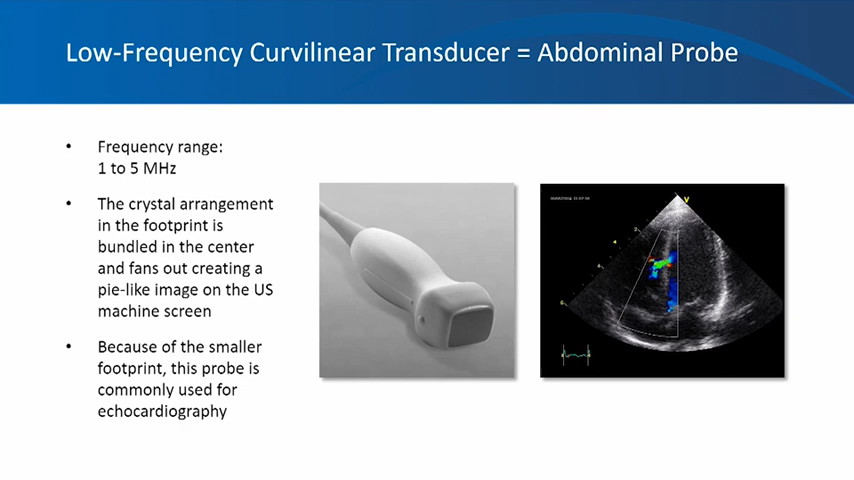 Low-Frequency Curvilinear Transducer = Abdominal Probe
• Frequency range:
1 to 5 MHz
• The crystal arrangement
in the footprint is
bundled in the center
and fans out creating a
pie-like image on the US
machine screen
• Because of the smaller
footprint, this probe is
commonly used for
echocardiography
V